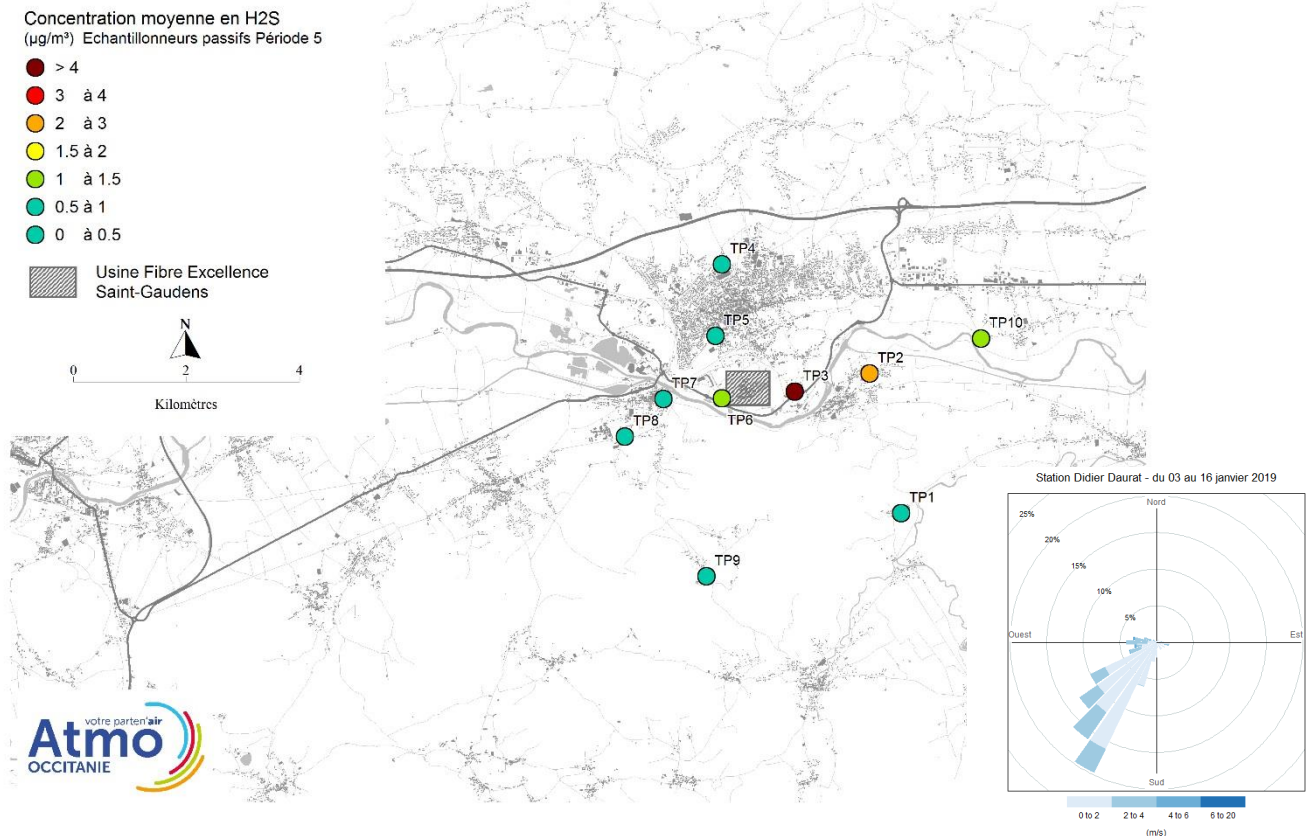 Concentration moyenne en H2S
(µg/m³) Echantillonneurs passifs Période 5
> 4
3 à 4
2 à 3
1.5 à 2
1 à 1.5
0.5 à 1
0 à 0.5
Usine Fibre Excellence
Saint-Gaudens
N
0 2 4
Kilomètres
TP4
TP5
TP10
TP2
TP3
TP7
TP6
TP8
TP1
TP9
Station Didier Daurat - du 03 au 16 janvier 2019
Nord
25%
20%
15%
10%
5%
Ouest
Est
Sud
0 to 2 2 to 4 4 to 6 6 to 20
(m/s)
votre parten'air
Atmo
OCCITANIE